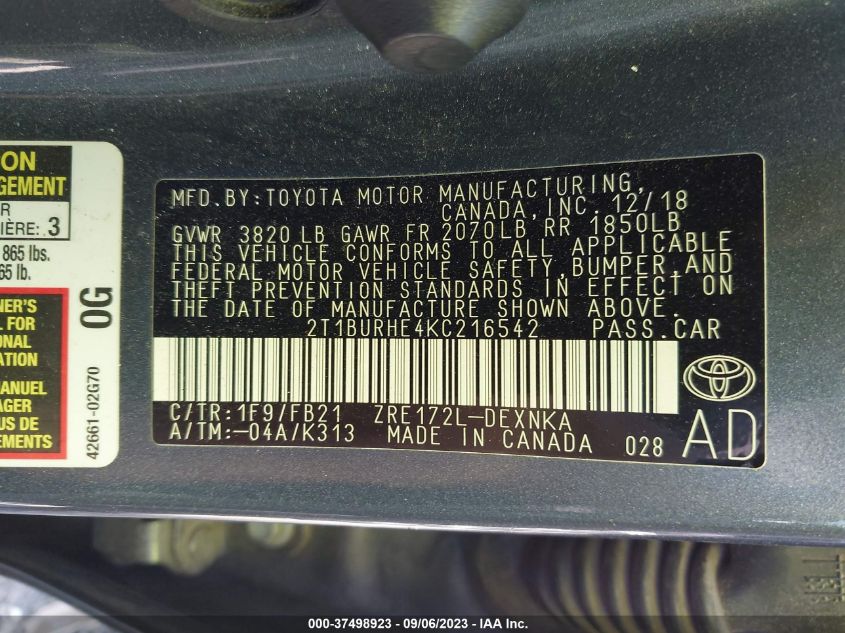 ON
GEMENT
R
IÈRE: 3
865 lbs.
65 lb.
NER'S
L FOR
ONAL
ATION
MANUEL
AGER
US DE
IONS
0G
42661-02G70
MFD.BY:TOYOTA MOTOR MANUFACTURING,
CANADA,INC. 12/18
GVWR 3820 LB GAWR FR 2070LB RR 1850LB
THIS VEHICLE CONFORMS TO ALL APPLICABLE
FEDERAL MOTOR VEHICLE SAFETY,BUMPER,AND
THEFT PREVENTION STANDARDS IN EFFECT ON
THE DATE OF MANUFACTURE SHOWN ABOVE.
2T1BURHE4KC216542 PASS.CAR
C/TR:1F9/FB21 ZRE172L-DEXNKA
A/TM:-04A/K313 MADE IN CANADA 028
AD
000-37498923 - 09/06/2023 - IAA Inc.